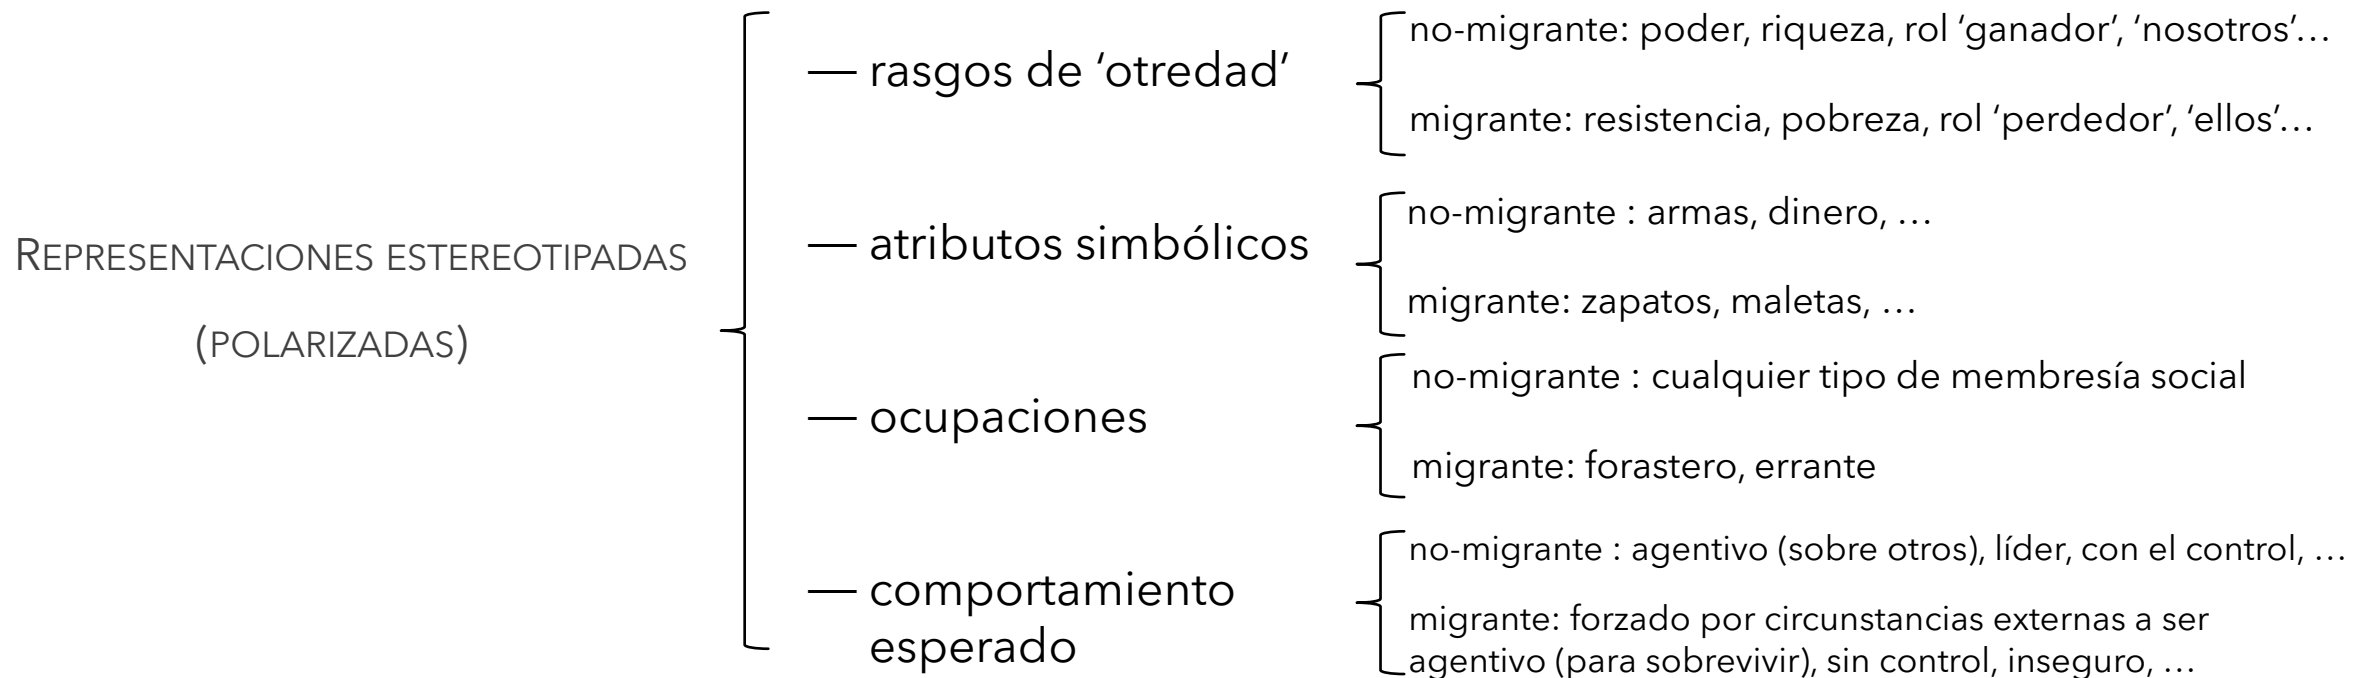 REPRESENTACIONES ESTEREOTIPADAS
(POLARIZADAS)
— rasgos de ‘otredad’
no-migrante: poder, riqueza, rol ‘ganador’, ‘nosotros’…
migrante: resistencia, pobreza, rol ‘perdedor’, ‘ellos’…
— atributos simbólicos
no-migrante : armas, dinero, …
migrante: zapatos, maletas, …
— ocupaciones
no-migrante : cualquier tipo de membresía social
migrante: forastero, errante
— comportamiento
esperado
no-migrante : agentivo (sobre otros), líder, con el control, …
migrante: forzado por circunstancias externas a ser
agentivo (para sobrevivir), sin control, inseguro, …